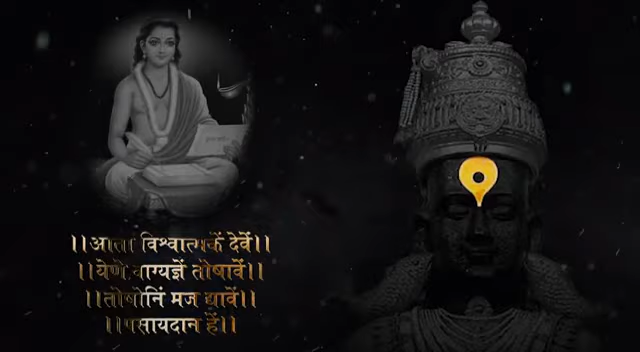 ||आता विश्वात्मकें देवें||
||येणें वाग्यज्ञें तोषावें||
||तोषोनिं मज द्यावें||
||पसायदान हें||